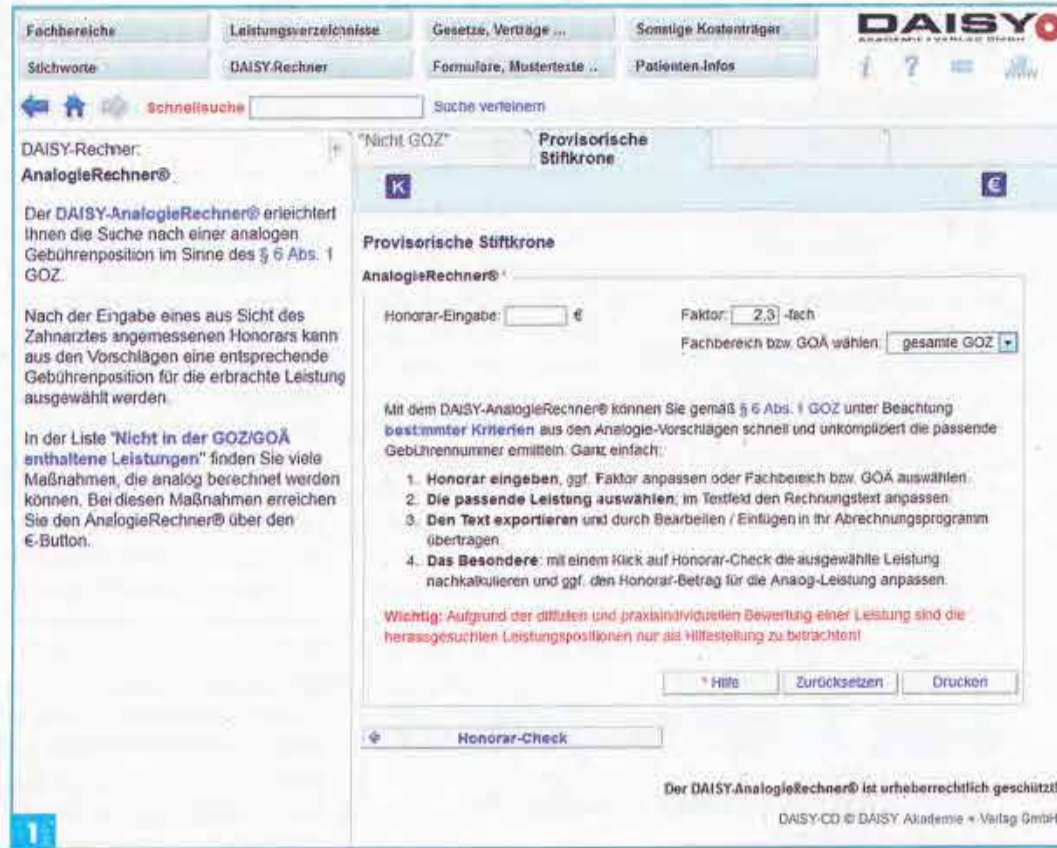 Fachbereiche
Leistungsverzeichnisse
Gesetze, Verträge ...
Sonstige Kostenträger
DAISY
AKADEMIE + VERLAG GMBH
Stichworte
DAISY-Rechner
Formulare, Mustertexte ..
Patienten-Infos
i ?
Schnellsuche
Suche verfeinern
DAISY-Rechner:
AnalogieRechner®
Der DAISY-AnalogieRechner® erleichtert
Ihnen die Suche nach einer analogen
Gebührenposition im Sinne des § 6 Abs. 1
GOZ.
Nach der Eingabe eines aus Sicht des
Zahnarztes angemessenen Honorars kann
aus den Vorschlägen eine entsprechende
Gebührenposition für die erbrachte Leistung
ausgewählt werden.
In der Liste "Nicht in der GOZ/GOÄ
enthaltene Leistungen" finden Sie viele
Maßnahmen, die analog berechnet werden
können. Bei diesen Maßnahmen erreichen
Sie den AnalogieRechner® über den
€-Button.
"Nicht GOZ"
Provisorische
Stiftkrone
K
€
Provisorische Stiftkrone
AnalogieRechner® *
Honorar-Eingabe: €
Faktor: 2,3 -fach
Fachbereich bzw. GOÄ wählen: gesamte GOZ
Mit dem DAISY-AnalogieRechner® können Sie gemäß § 6 Abs. 1 GOZ unter Beachtung
bestimmter Kriterien aus den Analogie-Vorschlägen schnell und unkompliziert die passende
Gebührennummer ermitteln. Ganz einfach:
1. Honorar eingeben, ggf. Faktor anpassen oder Fachbereich bzw. GOÄ auswählen.
2. Die passende Leistung auswählen, im Textfeld den Rechnungstext anpassen.
3. Den Text exportieren und durch Bearbeiten / Einfügen in Ihr Abrechnungsprogramm
übertragen.
4. Das Besondere: mit einem Klick auf Honorar-Check die ausgewählte Leistung
nachkalkulieren und ggf. den Honorar-Betrag für die Analog-Leistung anpassen.
Wichtig: Aufgrund der diffizilen und praxisindividuellen Bewertung einer Leistung sind die
herausgesuchten Leistungspositionen nur als Hilfestellung zu betrachten!
* Hilfe
Zurücksetzen
Drucken
Honorar-Check
Der DAISY-AnalogieRechner® ist urheberrechtlich geschützt!
DAISY-CD © DAISY Akademie + Verlag GmbH
1